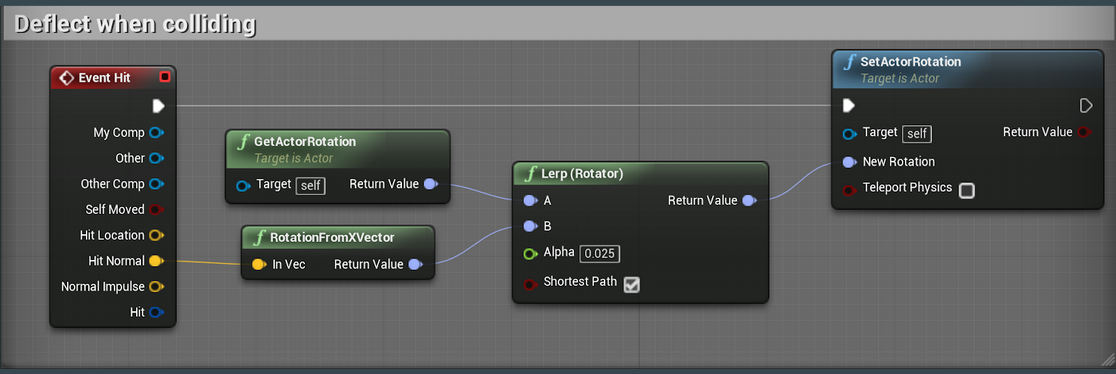 Deflect when colliding
Event Hit
My Comp
Other
Other Comp
Self Moved
Hit Location
Hit Normal
Normal Impulse
Hit
GetActorRotation
Target is Actor
Target self Return Value
RotationFromXVector
In Vec Return Value
Lerp (Rotator)
A Return Value
B
Alpha 0.025
Shortest Path
SetActorRotation
Target is Actor
Target self Return Value
New Rotation
Teleport Physics